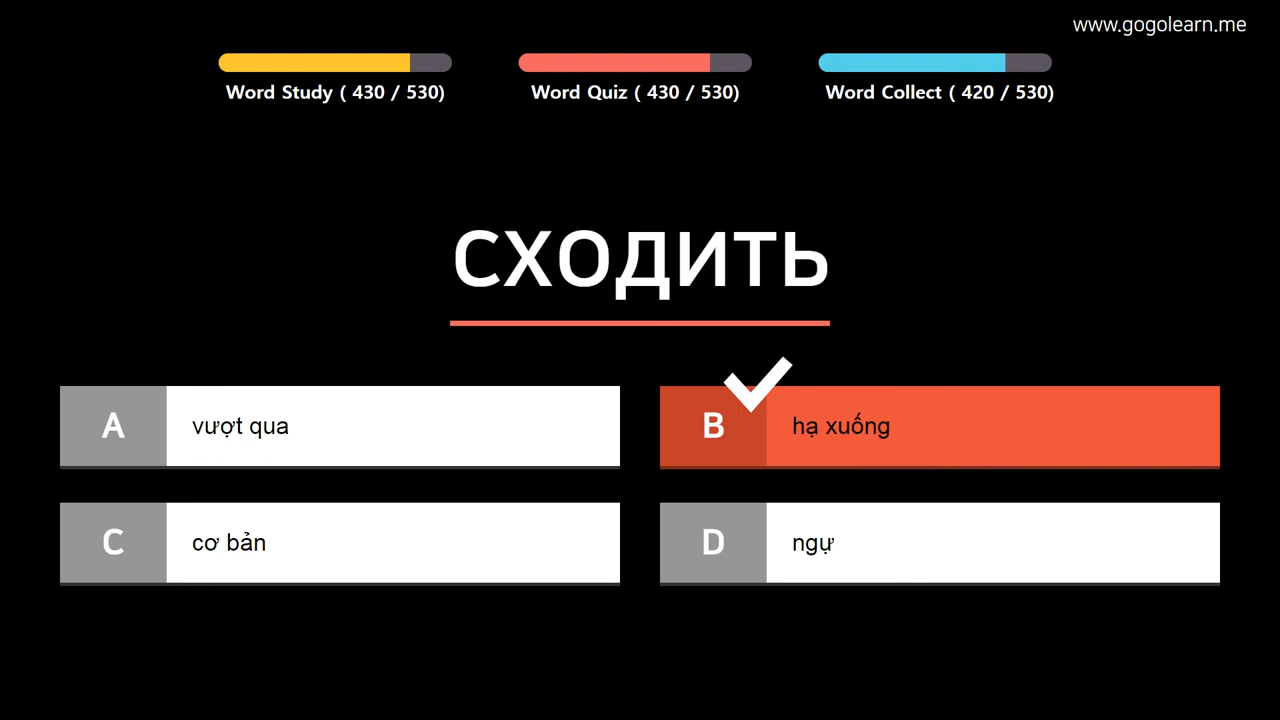 www.gogolearn.me
Word Study ( 430 / 530)
Word Quiz ( 430 / 530)
Word Collect ( 420 / 530)
СХОДИТЬ
A
vượt qua
B
hạ xuống
C
cơ bản
D
ngự